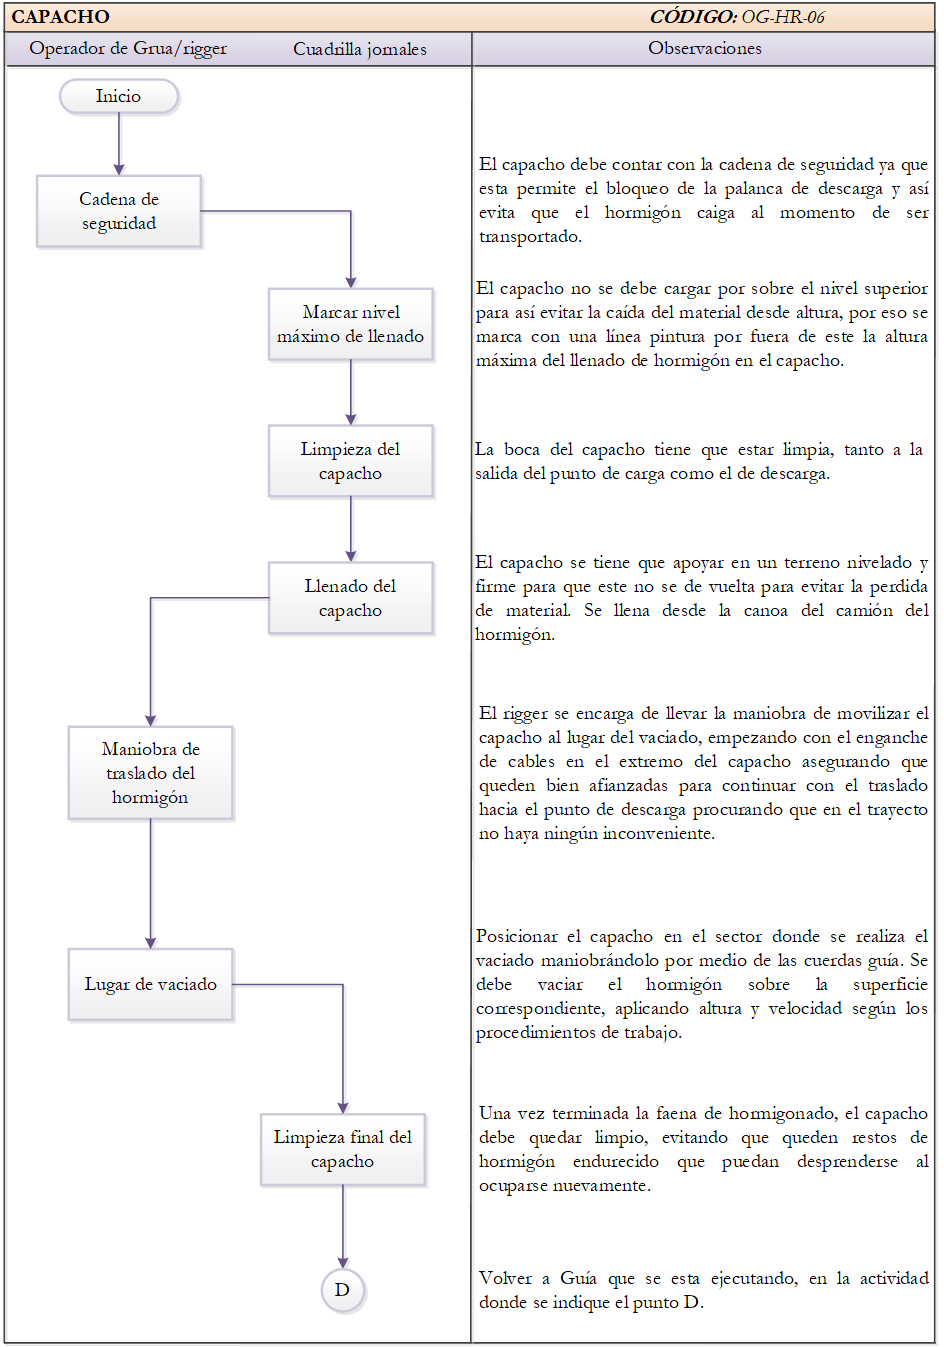 CAPACHO CÓDIGO: OG-HR-06
Operador de Grua/rigger Cuadrilla jornales Observaciones
Inicio
Cadena de
seguridad
El capacho debe contar con la cadena de seguridad ya que
esta permite el bloqueo de la palanca de descarga y así
evita que el hormigón caiga al momento de ser
transportado.
Marcar nivel
máximo de llenado
El capacho no se debe cargar por sobre el nivel superior
para así evitar la caída del material desde altura, por eso se
marca con una línea pintura por fuera de este la altura
máxima del llenado de hormigón en el capacho.
Limpieza del
capacho
La boca del capacho tiene que estar limpia, tanto a la
salida del punto de carga como el de descarga.
Llenado del
capacho
El capacho se tiene que apoyar en un terreno nivelado y
firme para que este no se de vuelta para evitar la perdida
de material. Se llena desde la canoa del camión del
hormigón.
Maniobra de
traslado del
hormigón
El rigger se encarga de llevar la maniobra de movilizar el
capacho al lugar del vaciado, empezando con el enganche
de cables en el extremo del capacho asegurando que
queden bien afianzadas para continuar con el traslado
hacia el punto de descarga procurando que en el trayecto
no haya ningún inconveniente.
Lugar de vaciado
Posicionar el capacho en el sector donde se realiza el
vaciado maniobrándolo por medio de las cuerdas guía. Se
debe vaciar el hormigón sobre la superficie
correspondiente, aplicando altura y velocidad según los
procedimientos de trabajo.
Limpieza final del
capacho
Una vez terminada la faena de hormigonado, el capacho
debe quedar limpio, evitando que queden restos de
hormigón endurecido que puedan desprenderse al
ocuparse nuevamente.
D
Volver a Guía que se esta ejecutando, en la actividad
donde se indique el punto D.